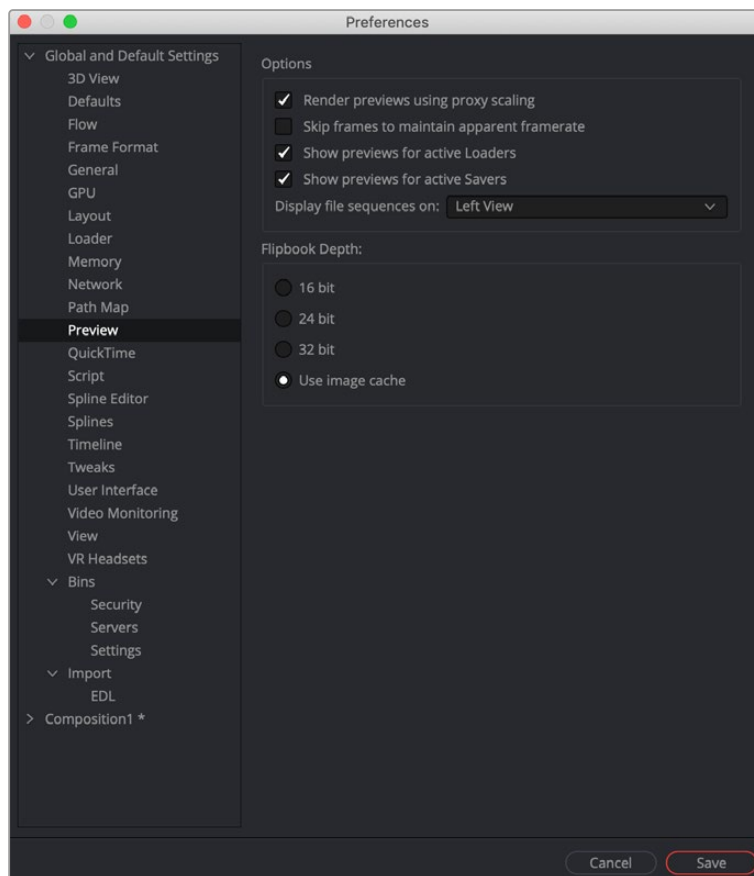 Preferences
Global and Default Settings
3D View
Defaults
Flow
Frame Format
General
GPU
Layout
Loader
Memory
Network
Path Map
Preview
QuickTime
Script
Spline Editor
Splines
Timeline
Tweaks
User Interface
Video Monitoring
View
VR Headsets
Bins
Security
Servers
Settings
Import
EDL
Composition1 *
Options
Render previews using proxy scaling
Skip frames to maintain apparent framerate
Show previews for active Loaders
Show previews for active Savers
Display file sequences on: Left View
Flipbook Depth:
16 bit
24 bit
32 bit
Use image cache
Cancel Save